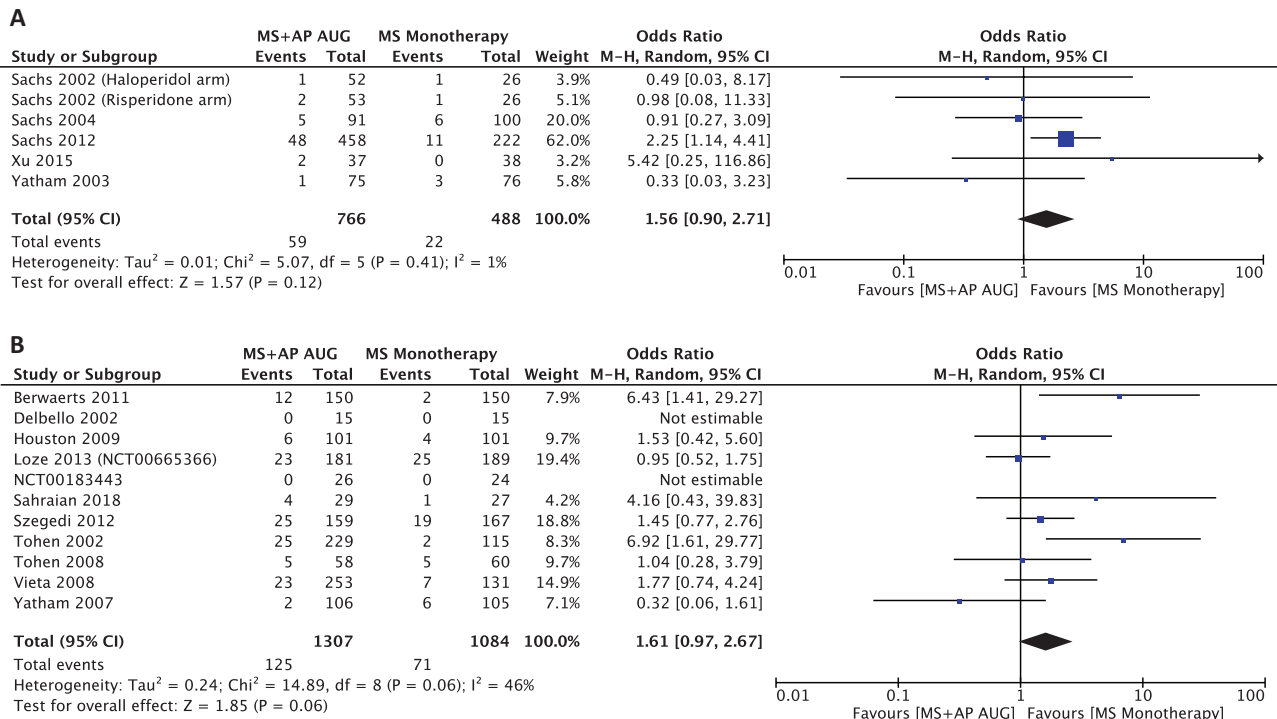 A
MS+AP AUG MS Monotherapy Odds Ratio Odds Ratio
Study or Subgroup Events Total Events Total Weight M-H, Random, 95% CI M-H, Random, 95% CI
Sachs 2002 (Haloperidol arm) 1 52 1 26 3.9% 0.49 [0.03, 8.17]
Sachs 2002 (Risperidone arm) 2 53 1 26 5.1% 0.98 [0.08, 11.33]
Sachs 2004 5 91 6 100 20.0% 0.91 [0.27, 3.09]
Sachs 2012 48 458 11 222 62.0% 2.25 [1.14, 4.41]
Xu 2015 2 37 0 38 3.2% 5.42 [0.25, 116.86]
Yatham 2003 1 75 3 76 5.8% 0.33 [0.03, 3.23]
Total (95% CI) 766 488 100.0% 1.56 [0.90, 2.71]
Total events 59 22
Heterogeneity: Tau² = 0.01; Chi² = 5.07, df = 5 (P = 0.41); I² = 1%
Test for overall effect: Z = 1.57 (P = 0.12)
0.01 0.1 1 10 100
Favours [MS+AP AUG] Favours [MS Monotherapy]
B
MS+AP AUG MS Monotherapy Odds Ratio Odds Ratio
Study or Subgroup Events Total Events Total Weight M-H, Random, 95% CI M-H, Random, 95% CI
Berwaerts 2011 12 150 2 150 7.9% 6.43 [1.41, 29.27]
Delbello 2002 0 15 0 15 Not estimable
Houston 2009 6 101 4 101 9.7% 1.53 [0.42, 5.60]
Loze 2013 (NCT00665366) 23 181 25 189 19.4% 0.95 [0.52, 1.75]
NCT00183443 0 26 0 24 Not estimable
Sahraian 2018 4 29 1 27 4.2% 4.16 [0.43, 39.83]
Szegedi 2012 25 159 19 167 18.8% 1.45 [0.77, 2.76]
Tohen 2002 25 229 2 115 8.3% 6.92 [1.61, 29.77]
Tohen 2008 5 58 5 60 9.7% 1.04 [0.28, 3.79]
Vieta 2008 23 253 7 131 14.9% 1.77 [0.74, 4.24]
Yatham 2007 2 106 6 105 7.1% 0.32 [0.06, 1.61]
Total (95% CI) 1307 1084 100.0% 1.61 [0.97, 2.67]
Total events 125 71
Heterogeneity: Tau² = 0.24; Chi² = 14.89, df = 8 (P = 0.06); I² = 46%
Test for overall effect: Z = 1.85 (P = 0.06)
0.01 0.1 1 10 100
Favours [MS+AP AUG] Favours [MS Monotherapy]